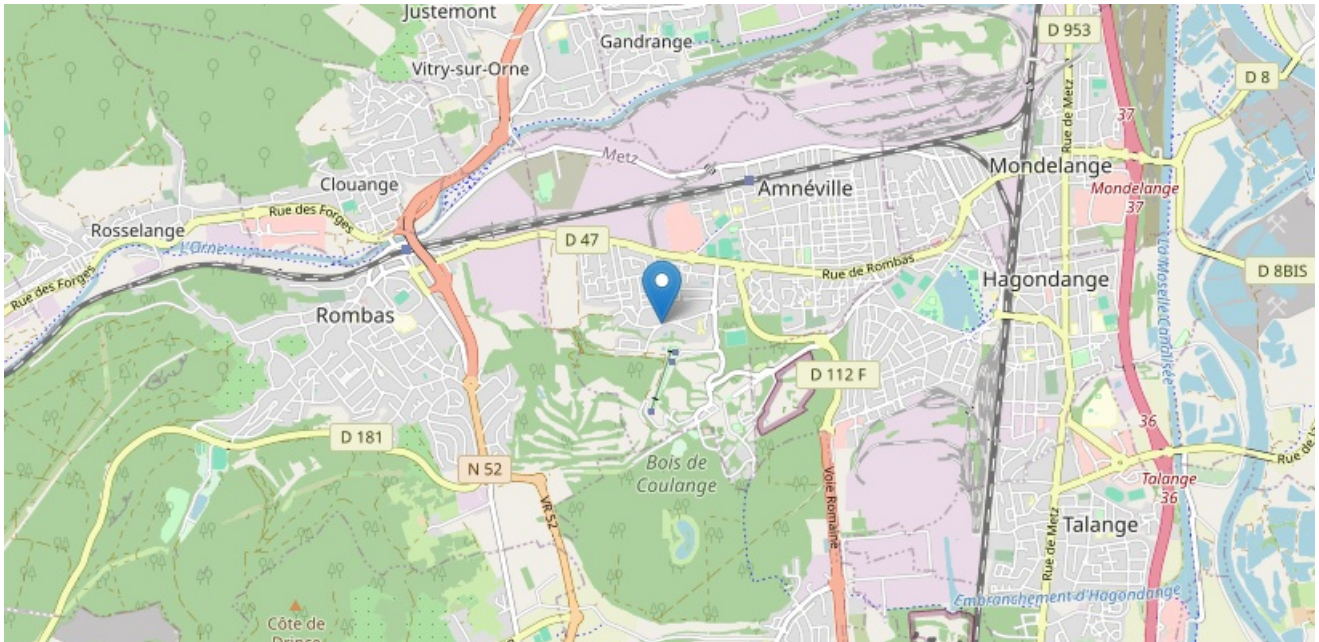 Justemont
Gandrange
D 953
Vitry-sur-Orne
D 8
Rue de Metz
37
Metz
Mondelange
Amnéville
Clouange
Mondelange
37
Rue des Forges
Rosselange
L'Orne
D 47
Rue de Rombas
Hagondange
D 8BIS
Rue des Forges
Rombas
La Moselle Canalisée
D 112 F
36
D 181
N 52
Bois de
Coulange
Rue de
Talange
36
VR 52
Voie Romaine
Rue de Metz
Talange
Embranchement d'Hagondange
Côte de